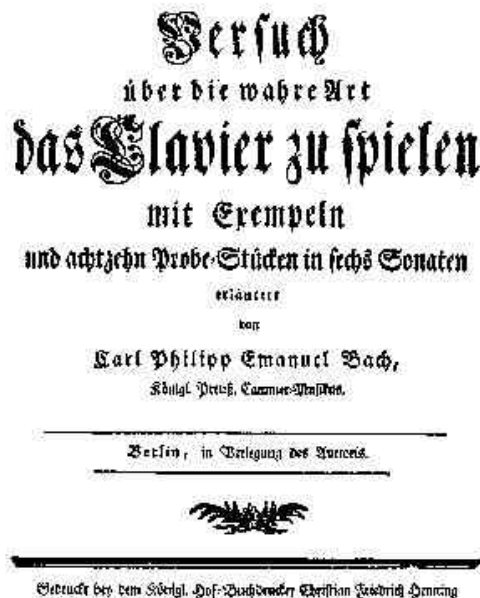 Versuch
über die wahre Art
das Clavier zu spielen
mit Exempeln
und achtzehn Probe-Stücken in sechs Sonaten
erläutert
von
Carl Philipp Emanuel Bach,
Königl. Preuß. Cammer-Musikus.
Berlin, in Verlegung des Auctoris.
Gedruckt bey dem Königl. Hof-Buchdrucker Christian Friedrich Henning